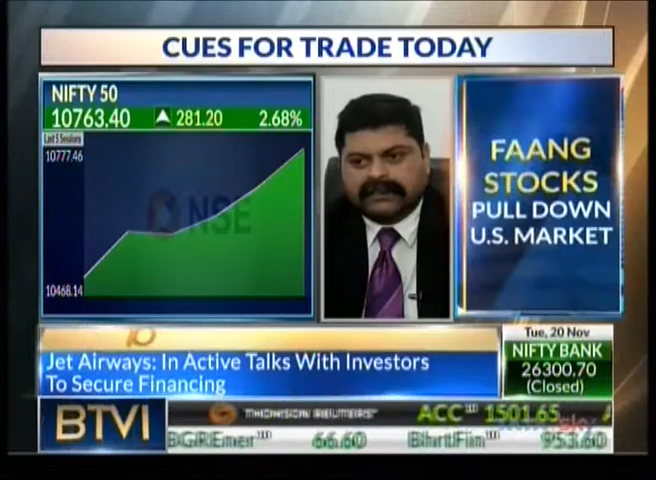 CUES FOR TRADE TODAY
NIFTY 50
10763.40 281.20 2.68%
Last 5 Sessions
10777.46
NSE
10468.14
FAANG
STOCKS
PULL DOWN
U.S. MARKET
Jet Airways: In Active Talks With Investors
To Secure Financing
Tue, 20 Nov
NIFTY BANK
26300.70
(Closed)
BTVI
THOMSON REUTERS ACC 1501.65
66.60 953.60
sky